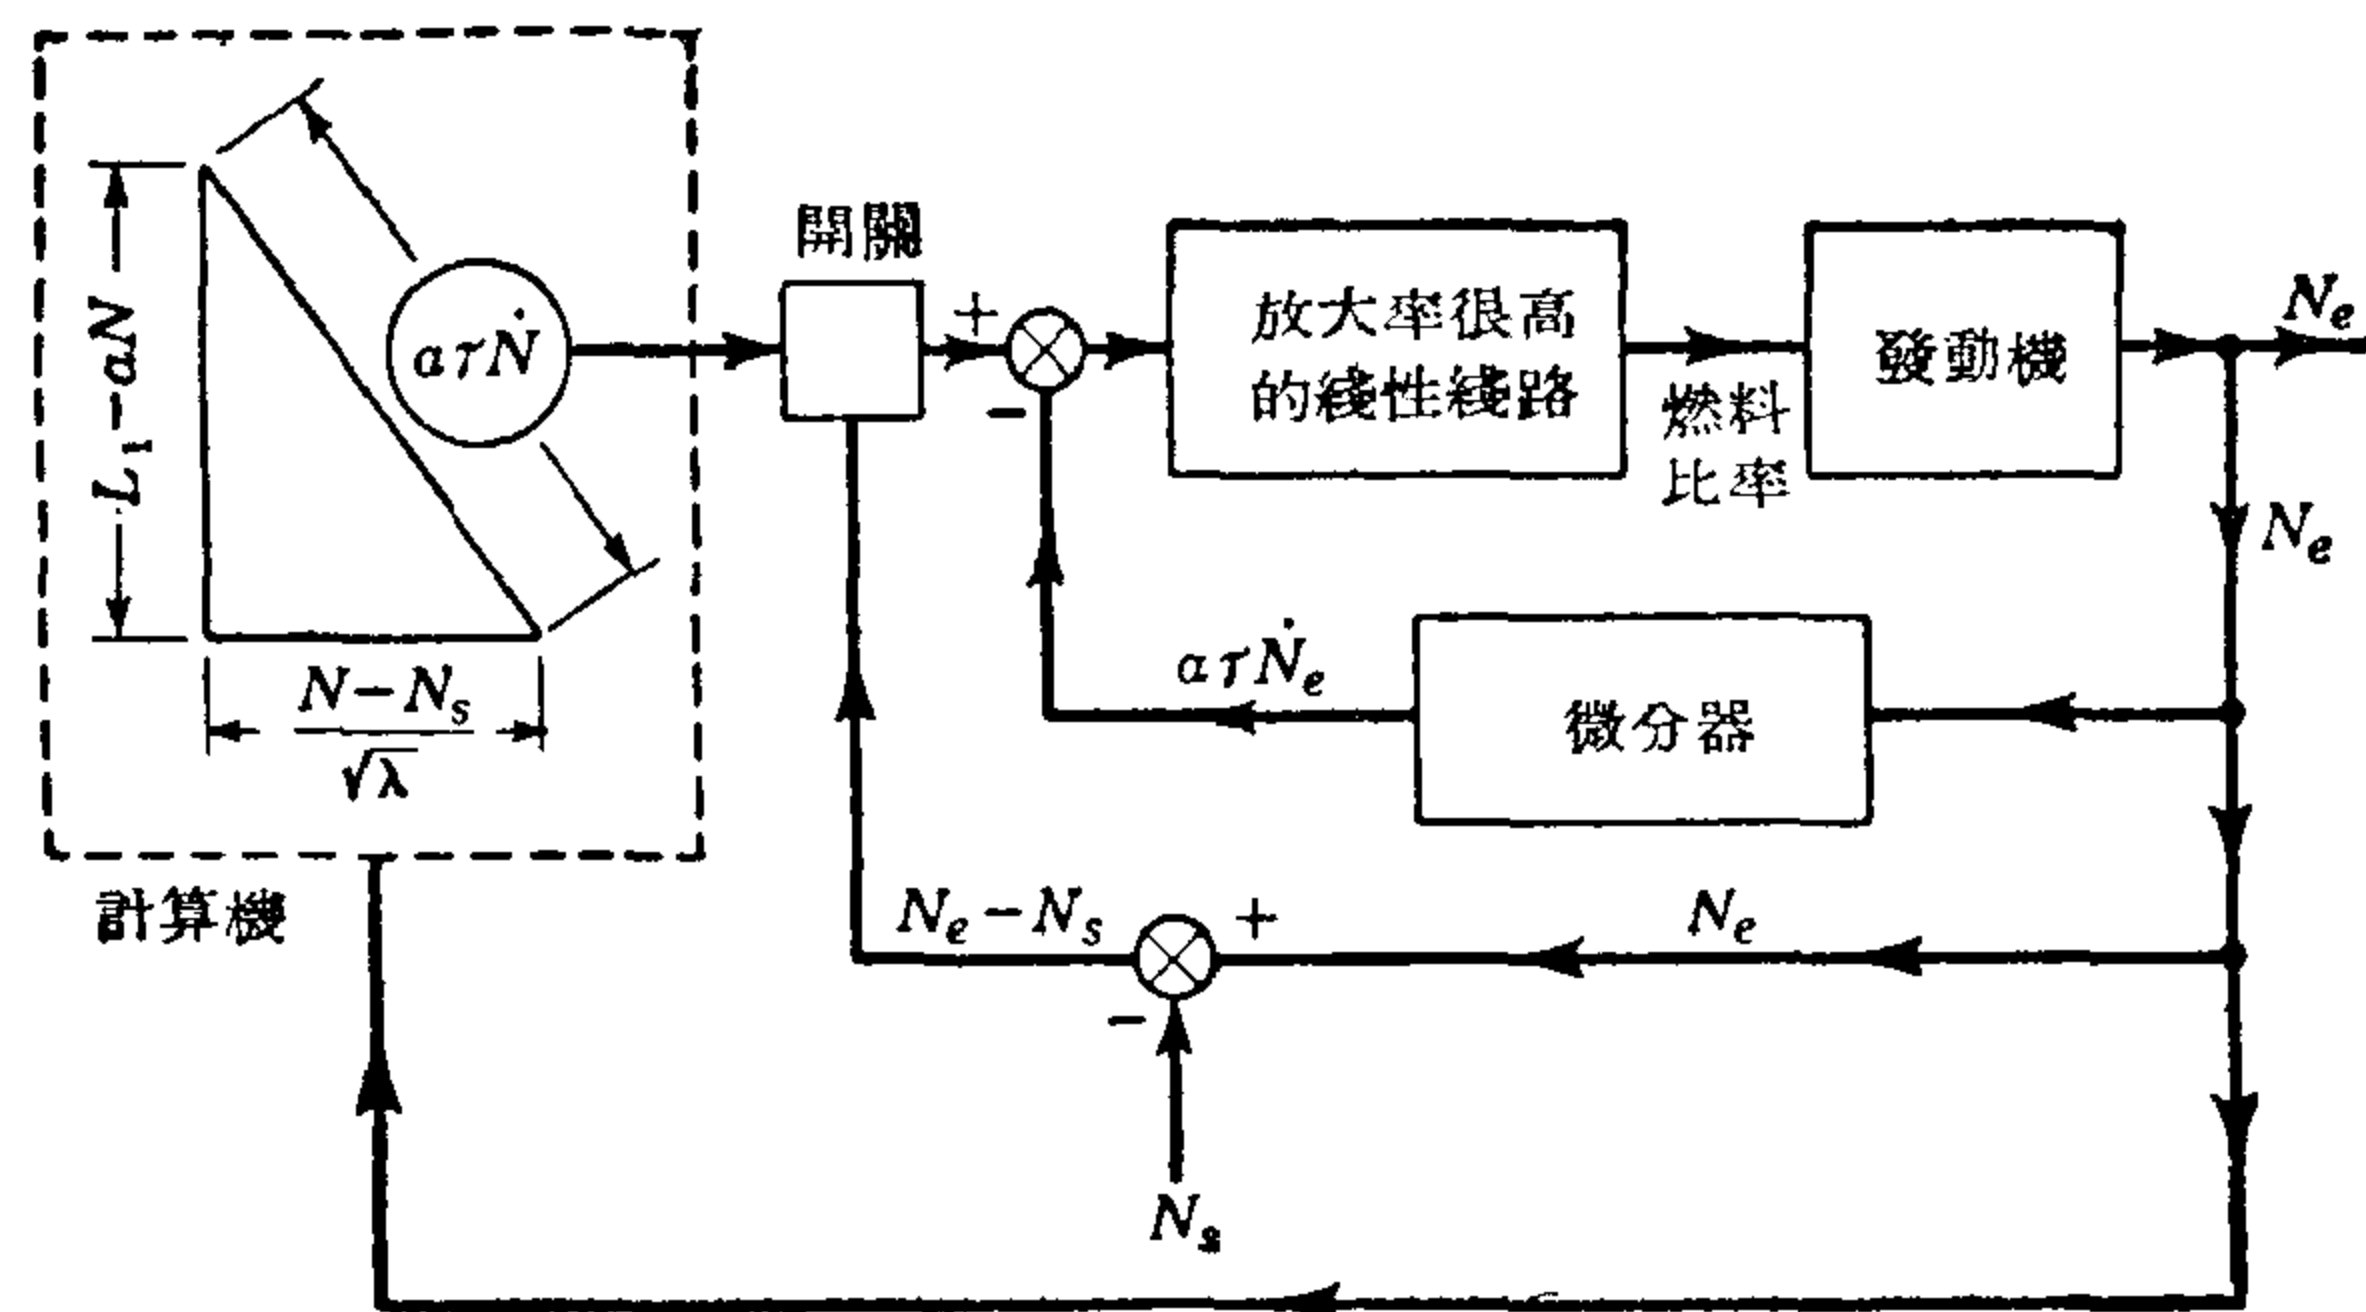 L₁−aN
aτṄ
N−Nₛ
√λ
計算機
開關
+
−
放大率很高
的綫性綫路
燃料
比率
發動機
Nₑ
Nₑ
aτṄₑ
微分器
Nₑ−Nₛ
+
Nₑ
−
Nₛ